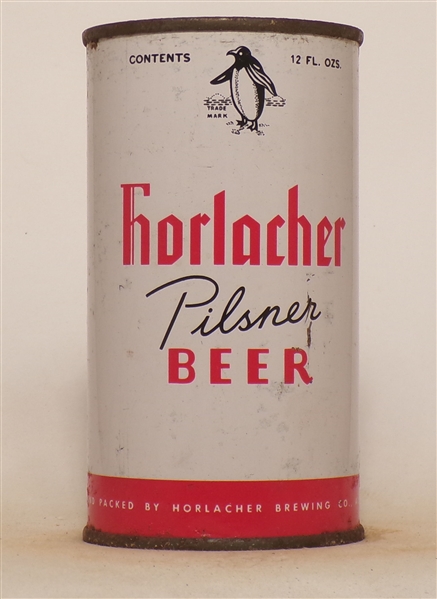 CONTENTS 12 FL. OZS.
TRADE
MARK
horlacher
Pilsner
BEER
PACKED BY HORLACHER BREWING CO.